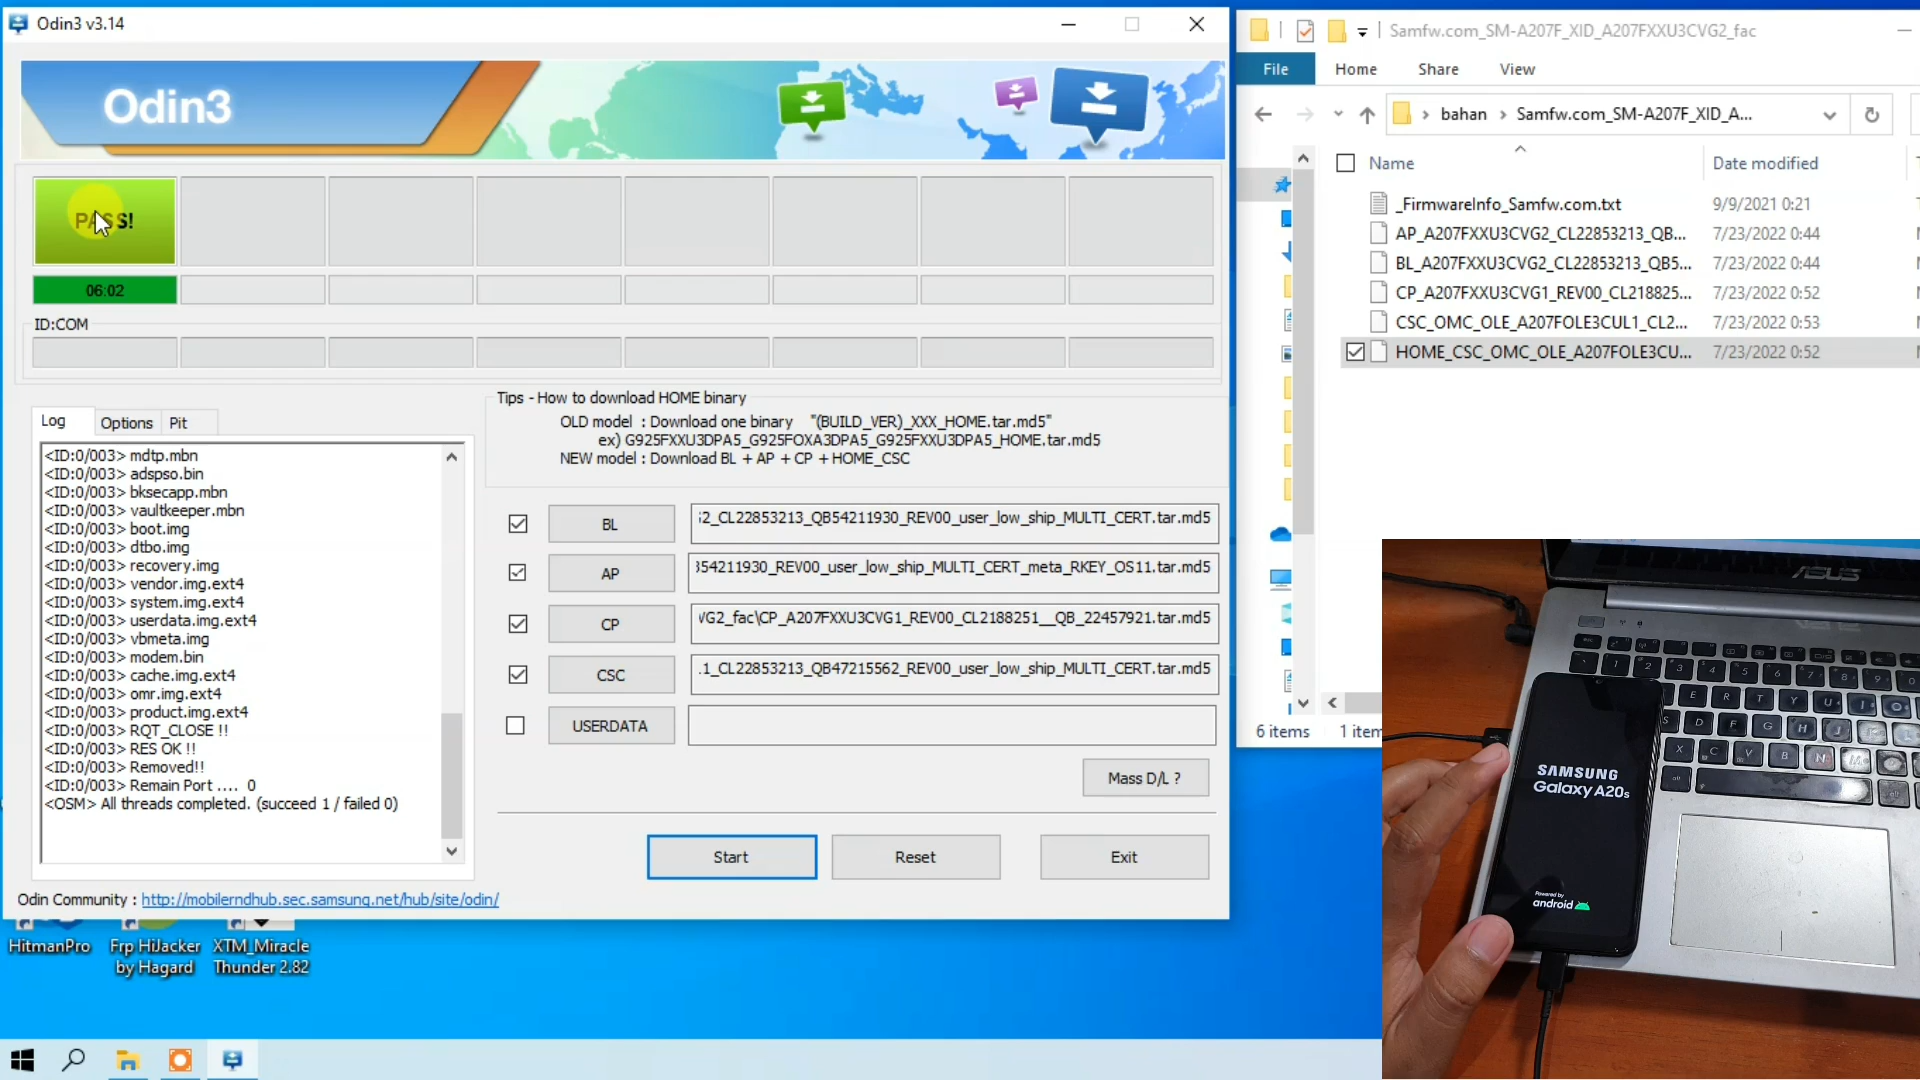 Odin3 v3.14
Odin3
PASS!
06:02
ID:COM
Log
Options
Pit
<ID:0/003> mdtp.mbn
<ID:0/003> adspso.bin
<ID:0/003> bksecapp.mbn
<ID:0/003> vaultkeeper.mbn
<ID:0/003> boot.img
<ID:0/003> dtbo.img
<ID:0/003> recovery.img
<ID:0/003> vendor.img.ext4
<ID:0/003> system.img.ext4
<ID:0/003> userdata.img.ext4
<ID:0/003> vbmeta.img
<ID:0/003> modem.bin
<ID:0/003> cache.img.ext4
<ID:0/003> omr.img.ext4
<ID:0/003> product.img.ext4
<ID:0/003> RQT_CLOSE !!
<ID:0/003> RES OK !!
<ID:0/003> Removed!!
<ID:0/003> Remain Port .... 0
<OSM> All threads completed. (succeed 1 / failed 0)
Tips - How to download HOME binary
OLD model : Download one binary "(BUILD_VER)_XXX_HOME.tar.md5"
ex) G925FXXU3DPA5_G925FOXA3DPA5_G925FXXU3DPA5_HOME.tar.md5
NEW model : Download BL + AP + CP + HOME_CSC
BL
2_CL22853213_QB54211930_REV00_user_low_ship_MULTI_CERT.tar.md5
AP
354211930_REV00_user_low_ship_MULTI_CERT_meta_RKEY_OS11.tar.md5
CP
VG2_fac\CP_A207FXXU3CVG1_REV00_CL2188251__QB_22457921.tar.md5
CSC
.1_CL22853213_QB47215562_REV00_user_low_ship_MULTI_CERT.tar.md5
USERDATA
Mass D/L ?
Start
Reset
Exit
Odin Community : http://mobilerndhub.sec.samsung.net/hub/site/odin/
HitmanPro
Frp HiJacker by Hagard
XTM_Miracle Thunder 2.82
Samfw.com_SM-A207F_XID_A207FXXU3CVG2_fac
File
Home
Share
View
bahan
Samfw.com_SM-A207F_XID_A...
Name
Date modified
_FirmwareInfo_Samfw.com.txt 9/9/2021 0:21
AP_A207FXXU3CVG2_CL22853213_QB... 7/23/2022 0:44
BL_A207FXXU3CVG2_CL22853213_QB5... 7/23/2022 0:44
CP_A207FXXU3CVG1_REV00_CL218825... 7/23/2022 0:52
CSC_OMC_OLE_A207FOLE3CUL1_CL2... 7/23/2022 0:53
HOME_CSC_OMC_OLE_A207FOLE3CU... 7/23/2022 0:52
6 items
1 item
ASUS
SAMSUNG
Galaxy A20s
Powered by
android